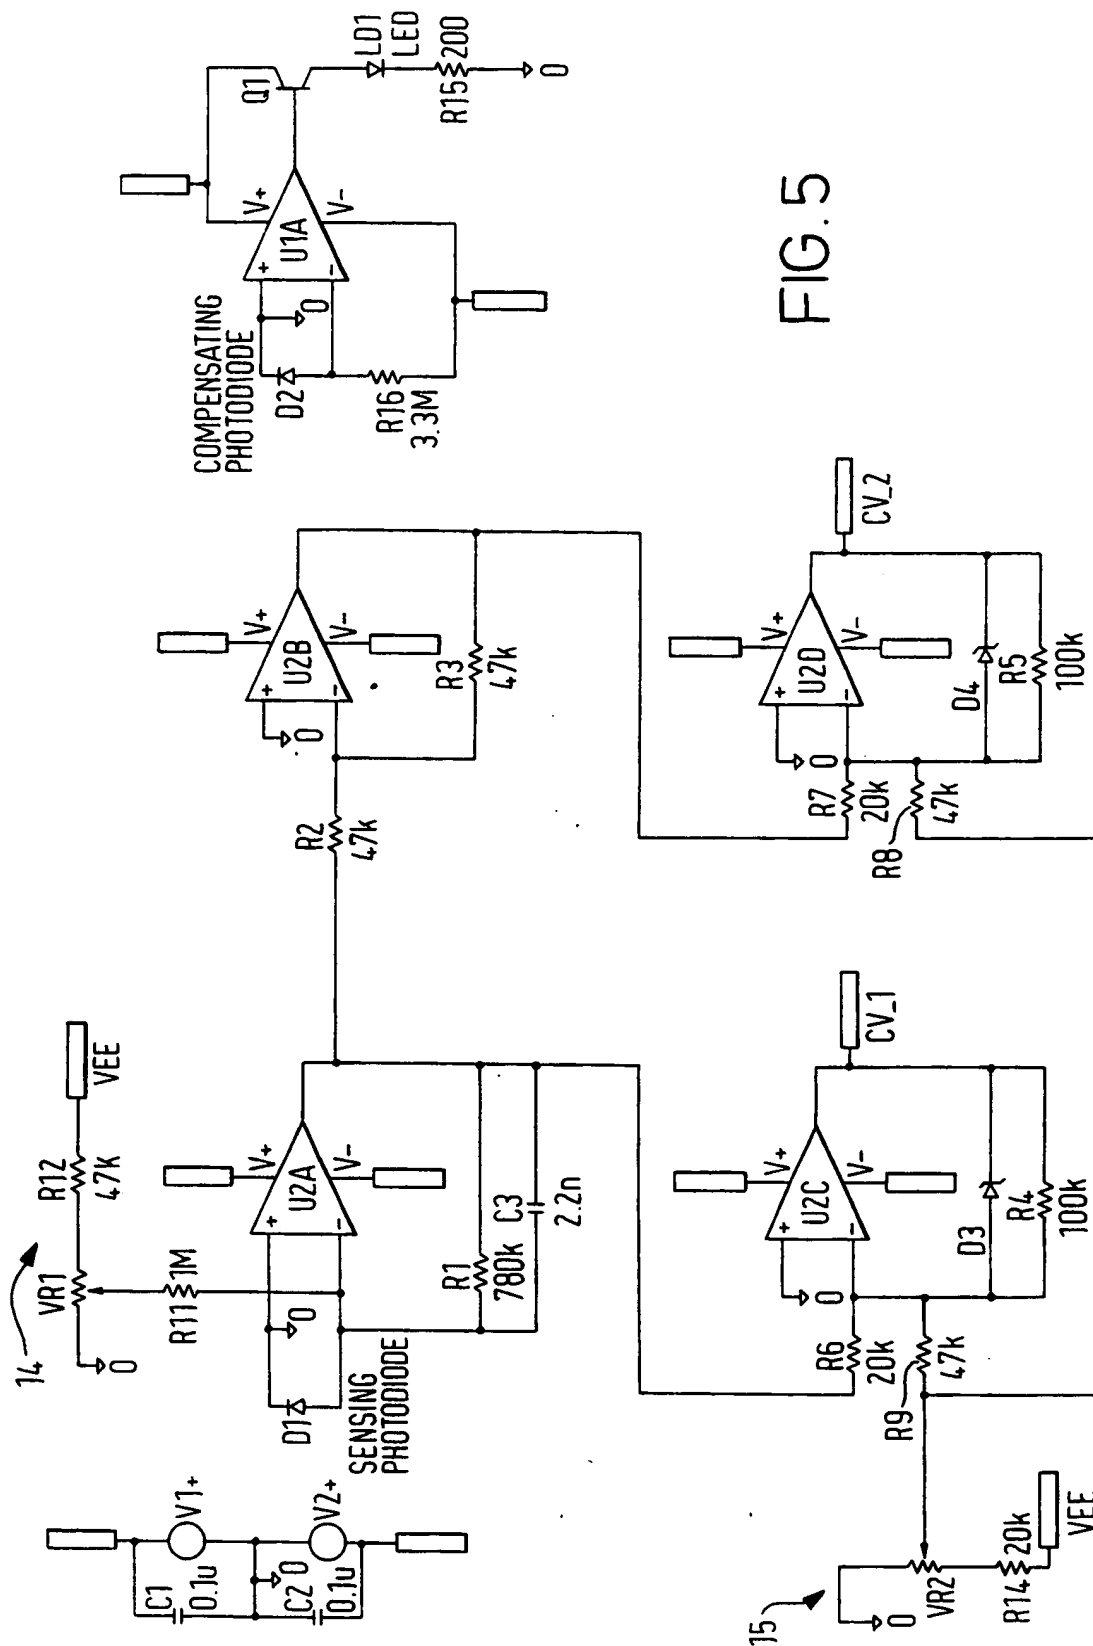 FIG. 5
14
VR1
R12
47K
VEE
0
R11
1M
C1
0.1u
V1+
0
C2
0.1u
V2+
D1
SENSING
PHOTODIODE
0
+
-
U2A
V+
V-
R1
780k
C3
2.2n
R2
47k
0
+
-
U2B
V+
V-
R3
47k
COMPENSATING
PHOTODIODE
D2
0
R16
3.3M
+
-
U1A
V+
V-
Q1
LD1
LED
R15
200
0
15
0
VR2
R14
20k
VEE
R9
47k
R6
20k
0
+
-
U2C
V+
V-
CV_1
D3
R4
100k
R8
47k
R7
20k
0
+
-
U2D
V+
V-
CV_2
D4
R5
100k